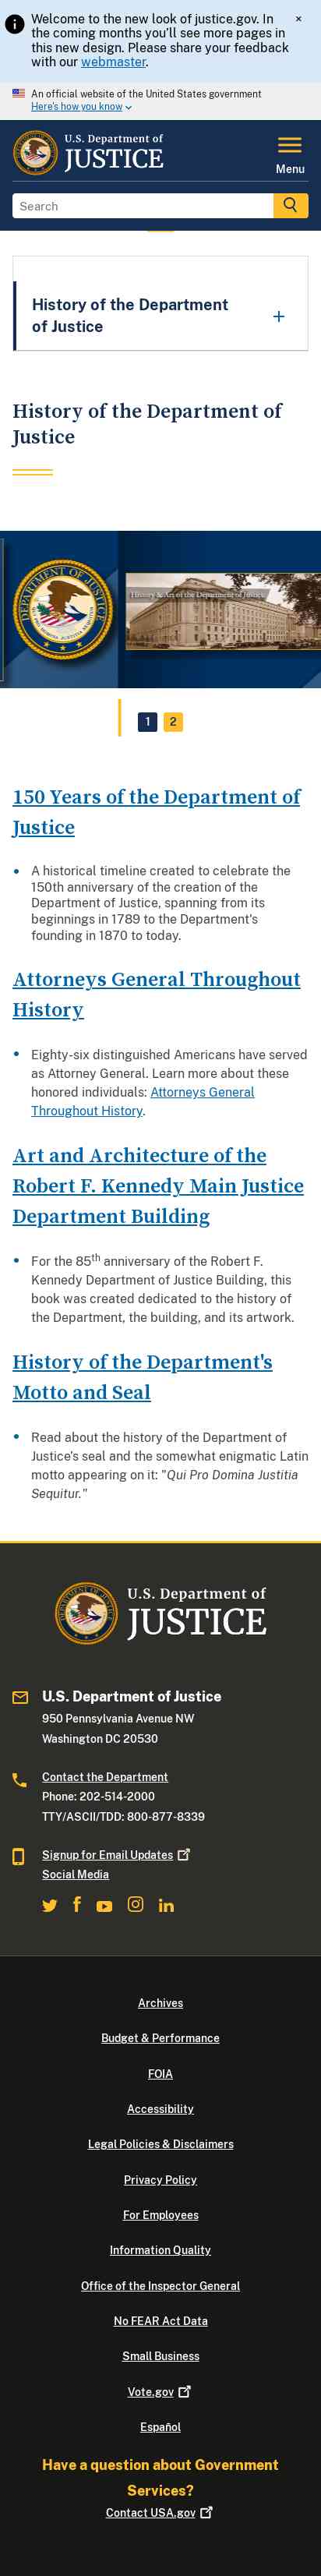 Welcome to the new look of justice.gov. In
the coming months you'll see more pages in
this new design. Please share your feedback
with our webmaster.
×
An official website of the United States government
Here's how you know
U.S. Department of
JUSTICE
Menu
Search
History of the Department
of Justice
+
History of the Department of
Justice
DEPARTMENT OF JUSTICE
History & Art of the Department of Justice
1 2
150 Years of the Department of
Justice
• A historical timeline created to celebrate the
150th anniversary of the creation of the
Department of Justice, spanning from its
beginnings in 1789 to the Department's
founding in 1870 to today.
Attorneys General Throughout
History
• Eighty-six distinguished Americans have served
as Attorney General. Learn more about these
honored individuals: Attorneys General
Throughout History.
Art and Architecture of the
Robert F. Kennedy Main Justice
Department Building
• For the 85th anniversary of the Robert F.
Kennedy Department of Justice Building, this
book was created dedicated to the history of
the Department, the building, and its artwork.
History of the Department's
Motto and Seal
• Read about the history of the Department of
Justice's seal and the somewhat enigmatic Latin
motto appearing on it: "Qui Pro Domina Justitia
Sequitur."
U.S. Department of
JUSTICE
U.S. Department of Justice
950 Pennsylvania Avenue NW
Washington DC 20530
Contact the Department
Phone: 202-514-2000
TTY/ASCII/TDD: 800-877-8339
Signup for Email Updates
Social Media
Archives
Budget & Performance
FOIA
Accessibility
Legal Policies & Disclaimers
Privacy Policy
For Employees
Information Quality
Office of the Inspector General
No FEAR Act Data
Small Business
Vote.gov
Español
Have a question about Government
Services?
Contact USA.gov